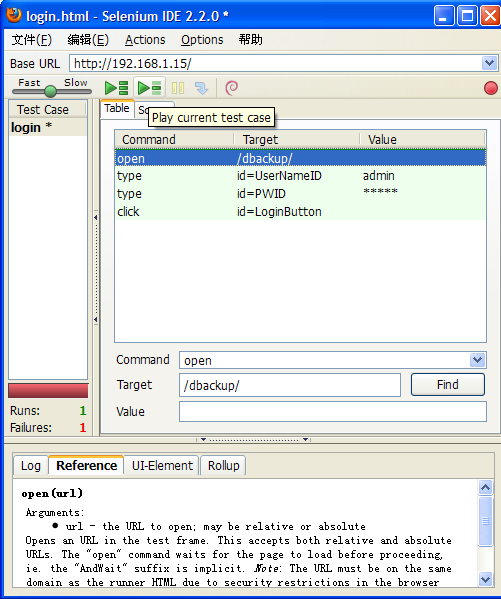 login.html - Selenium IDE 2.2.0 *
文件(F) 编辑(E) Actions Options 帮助
Base URL http://192.168.1.15/
Fast Slow
Test Case Table
Play current test case
login *
Command Target Value
open /dbackup/
type id=UserNameID admin
type id=PWID *****
click id=LoginButton
Command open
Target /dbackup/ Find
Value
Runs: 1
Failures: 1
Log Reference UI-Element Rollup
open(url)
Arguments:
● url - the URL to open; may be relative or absolute
Opens an URL in the test frame. This accepts both relative and absolute
URLs. The "open" command waits for the page to load before proceeding,
ie. the "AndWait" suffix is implicit. Note: The URL must be on the same
domain as the runner HTML due to security restrictions in the browser